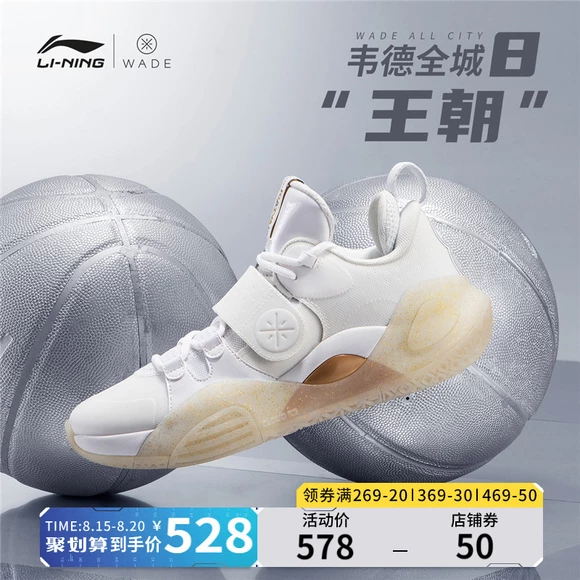 LI-NING WADE
WADE ALL CITY
韦德全城8
“王朝”
领券满269-20 | 369-30 | 469-50
TIME:8.15-8.20 ¥
聚划算到手价 528
活动价 店铺券
578 – 50